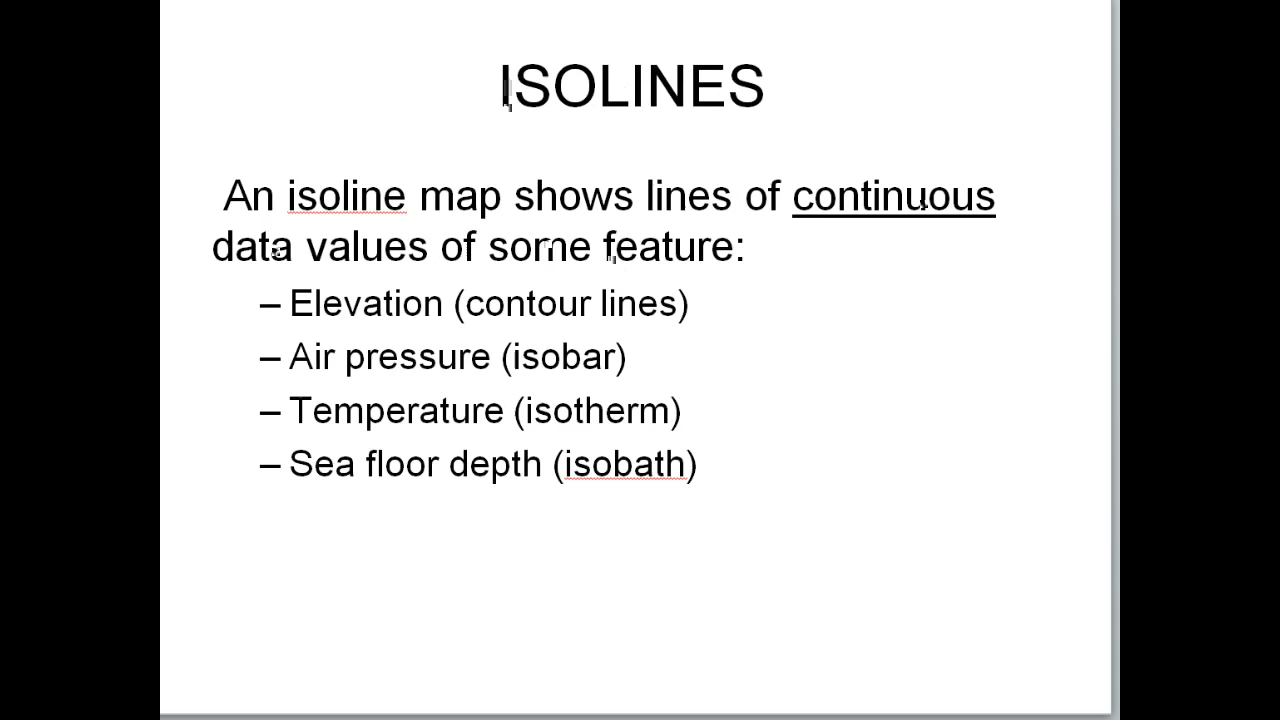 ISOLINES
An isoline map shows lines of continuous
data values of some feature:
– Elevation (contour lines)
– Air pressure (isobar)
– Temperature (isotherm)
– Sea floor depth (isobath)